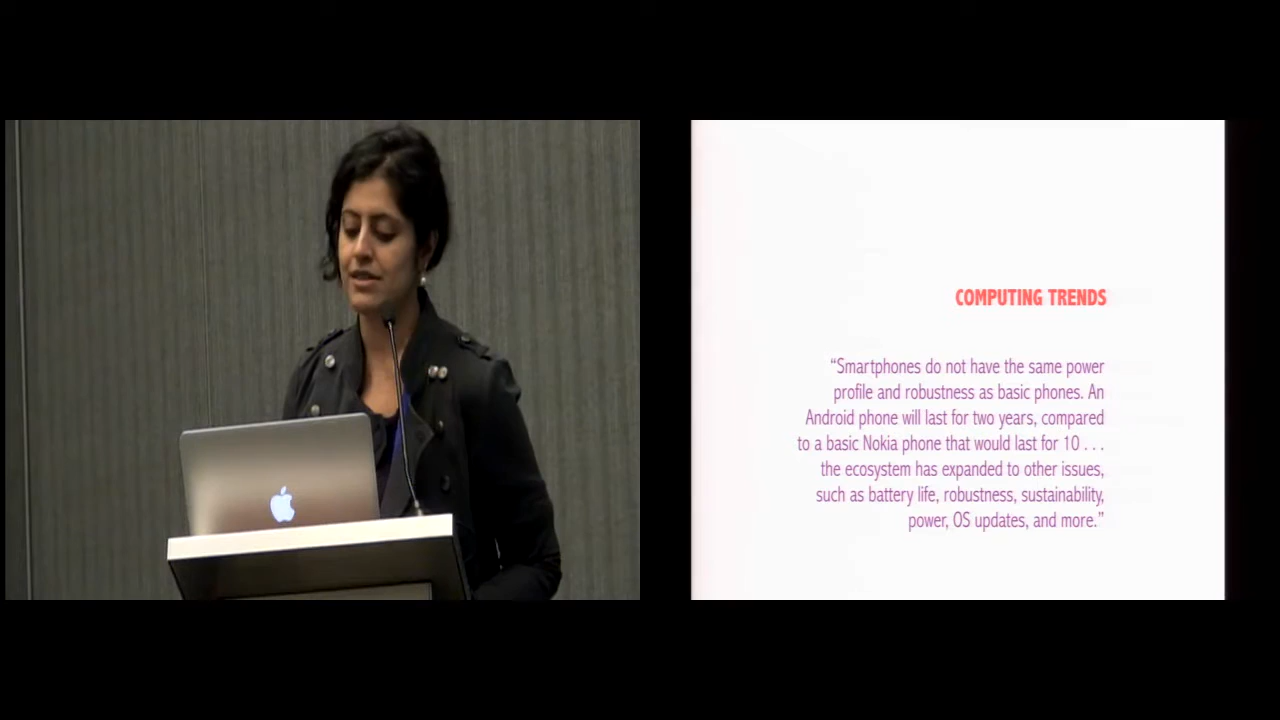 COMPUTING TRENDS
“Smartphones do not have the same power
profile and robustness as basic phones. An
Android phone will last for two years, compared
to a basic Nokia phone that would last for 10 . . .
the ecosystem has expanded to other issues,
such as battery life, robustness, sustainability,
power, OS updates, and more.”